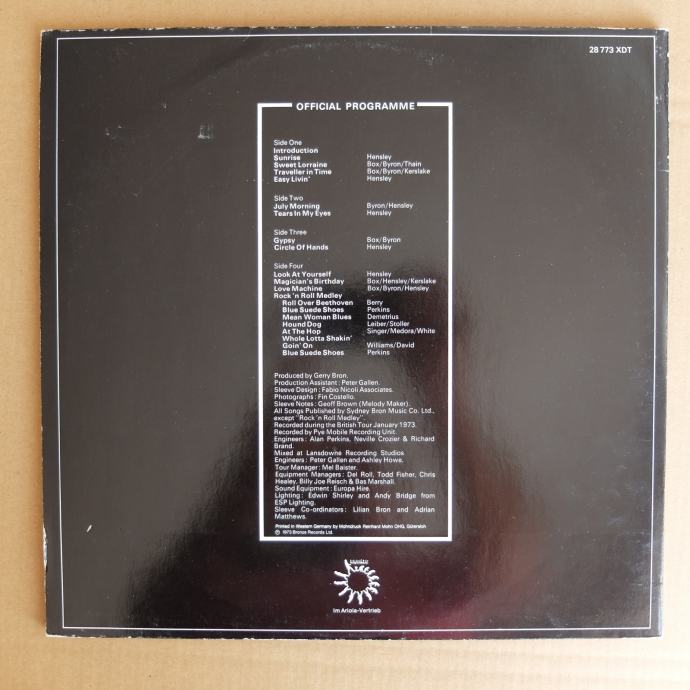 28 773 XDT
OFFICIAL PROGRAMME
Side One
Introduction
Sunrise Hensley
Sweet Lorraine Box/Byron/Thain
Traveller in Time Box/Byron/Kerslake
Easy Livin' Hensley
Side Two
July Morning Byron/Hensley
Tears In My Eyes Hensley
Side Three
Gypsy Box/Byron
Circle Of Hands Hensley
Side Four
Look At Yourself Hensley
Magician's Birthday Box/Hensley/Kerslake
Love Machine Box/Byron/Hensley
Rock 'n Roll Medley
Roll Over Beethoven Berry
Blue Suede Shoes Perkins
Mean Woman Blues Demetrius
Hound Dog Leiber/Stoller
At The Hop Singer/Medora/White
Whole Lotta Shakin'
Goin' On Williams/David
Blue Suede Shoes Perkins
Produced by Gerry Bron.
Production Assistant: Peter Gallen.
Sleeve Design: Fabio Nicoli Associates.
Photographs: Fin Costello.
Sleeve Notes: Geoff Brown (Melody Maker).
All Songs Published by Sydney Bron Music Co. Ltd.,
except "Rock 'n Roll Medley".
Recorded during the British Tour January 1973.
Recorded by Pye Mobile Recording Unit.
Engineers: Alan Perkins, Neville Crozier & Richard
Brand.
Mixed at Lansdowne Recording Studios
Engineers: Peter Gallen and Ashley Howe.
Tour Manager: Mel Baister.
Equipment Managers: Del Roll, Todd Fisher, Chris
Healey, Billy Joe Reisch & Bas Marshall.
Sound Equipment: Europa Hire.
Lighting: Edwin Shirley and Andy Bridge from
ESP Lighting.
Sleeve Co-ordinators: Lilian Bron and Adrian
Matthews.
Printed in Western Germany by Mohndruck Reinhard Mohn OHG, Gütersloh
℗ 1973 Bronze Records Ltd.
Im Ariola-Vertrieb